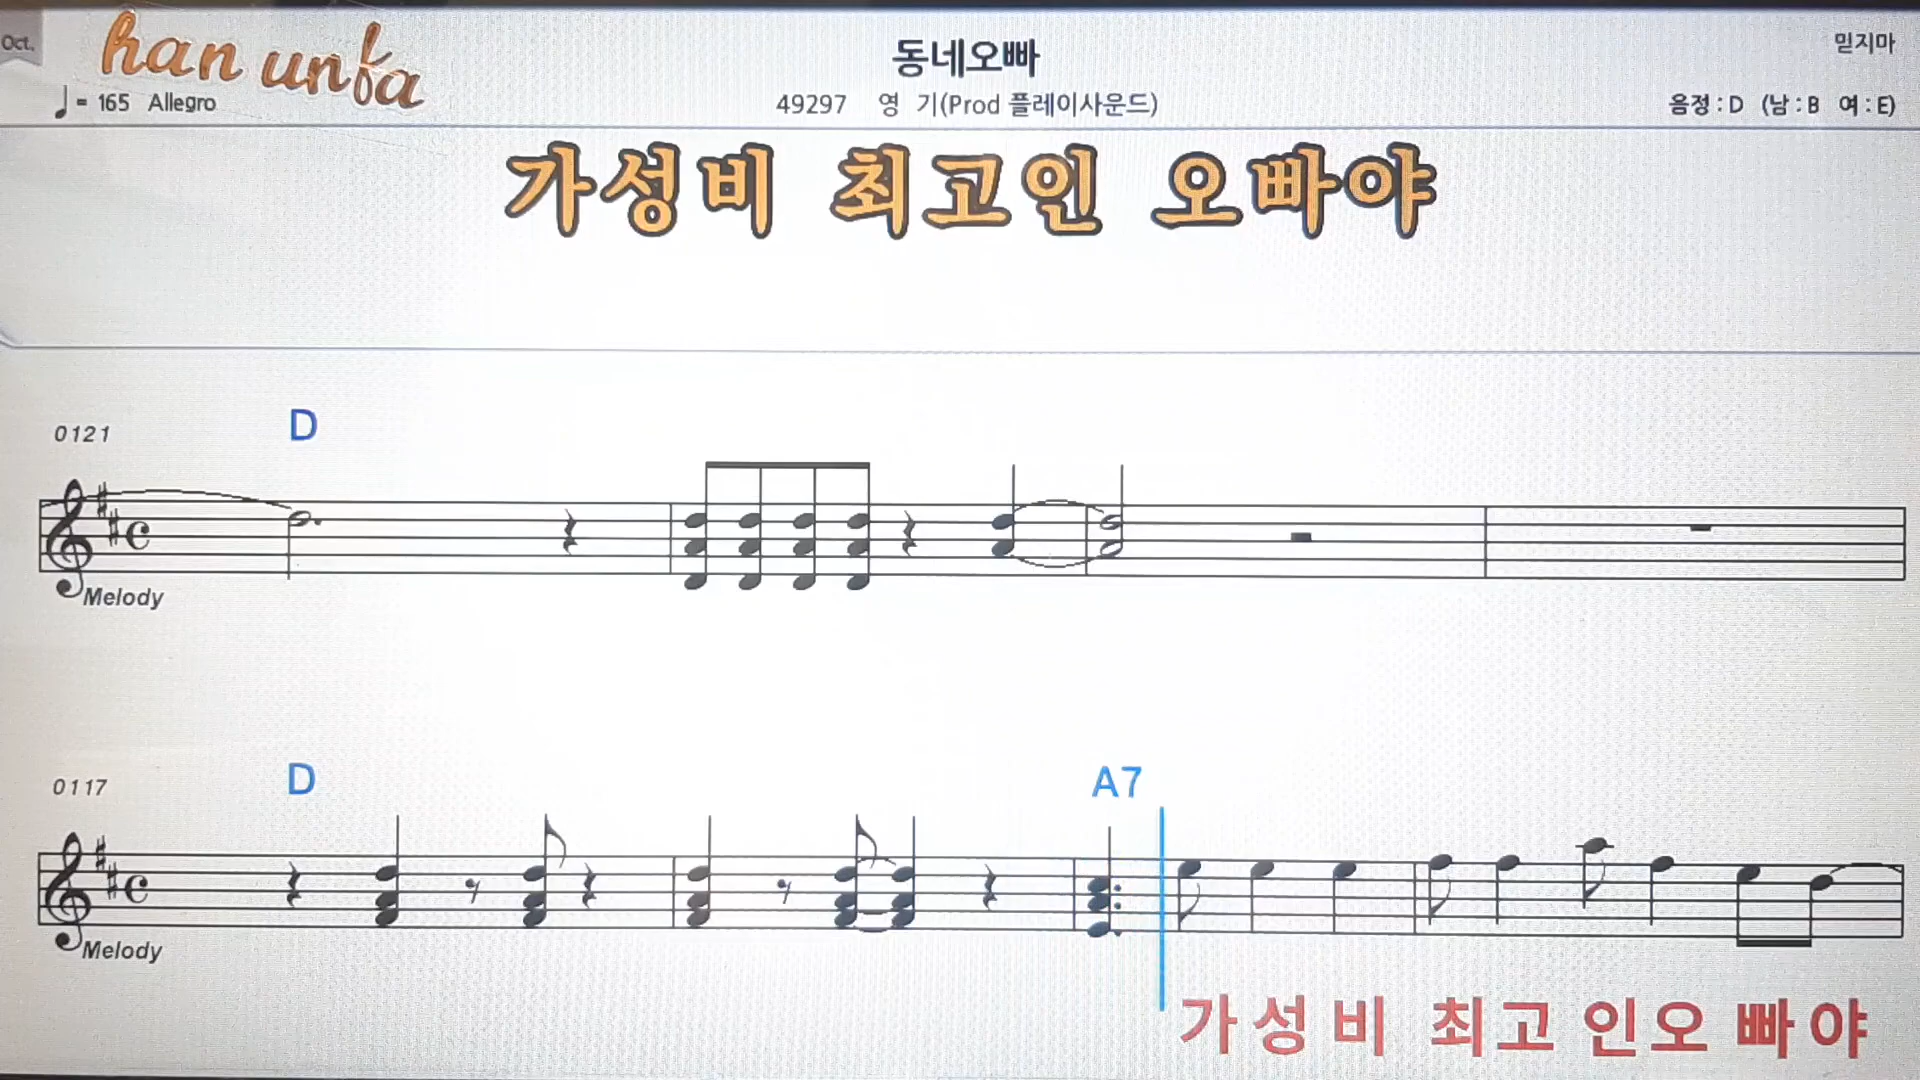 Oct.
han unfa
♩= 165 Allegro
동네오빠
49297 영 기(Prod 플레이사운드)
믿지마
음정 : D (남 : B 여 : E)
가성비 최고인 오빠야
0121
D
Melody
0117
D
A7
Melody
가성비 최고 인오 빠야